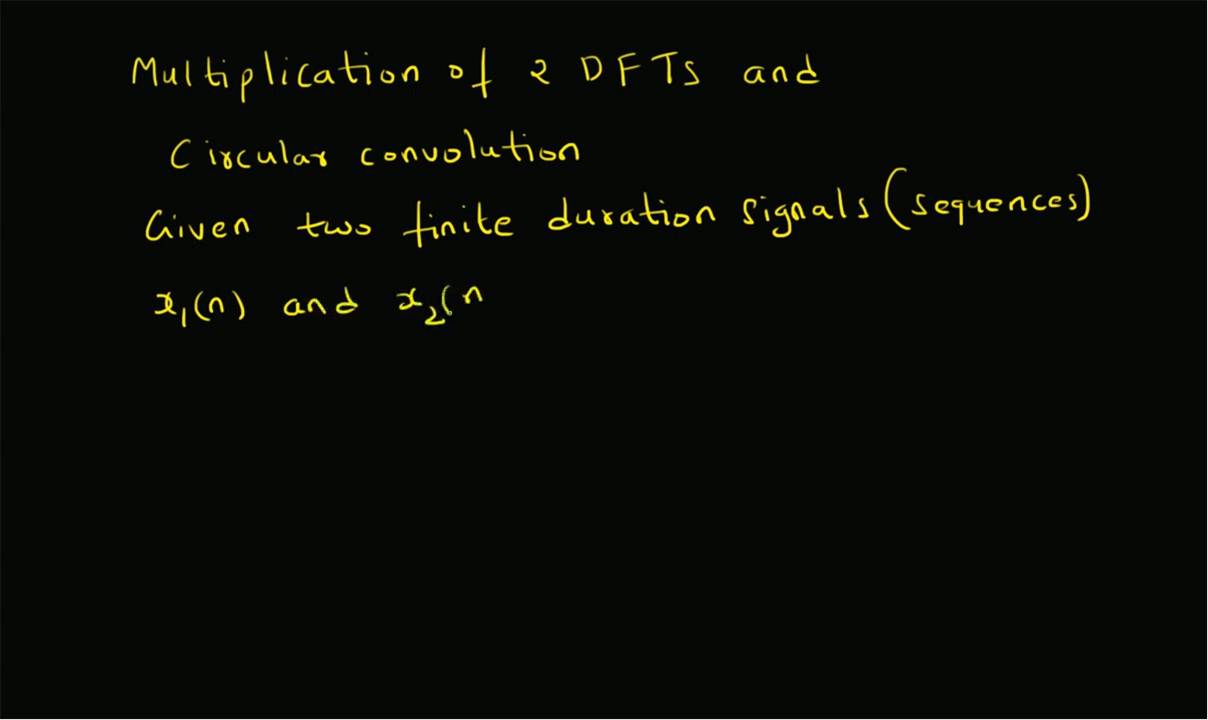 Multiplication of 2 DFTs and
Circular convolution
Given two finite duration signals (sequences)
x₁(n) and x₂(n